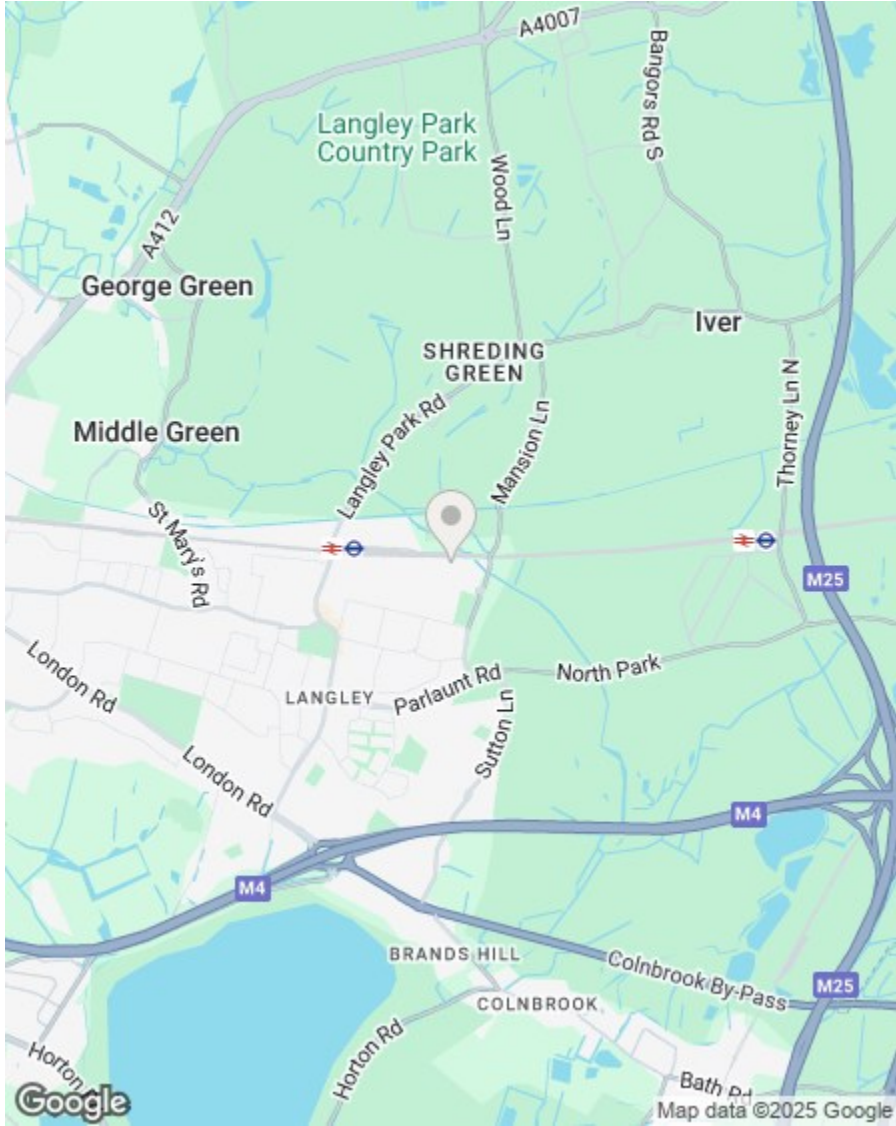 A4007
Bangors Rd S
Langley Park
Country Park
Wood Ln
A412
George Green
Iver
SHREDING
GREEN
Langley Park Rd
Mansion Ln
Thorney Ln N
Middle Green
St Mary's Rd
M25
London Rd
North Park
LANGLEY
Parlaunt Rd
Sutton Ln
London Rd
M4
M4
BRANDS HILL
Colnbrook By-Pass
M25
COLNBROOK
Horton Rd
Horton
Bath Rd
Google
Map data ©2025 Google